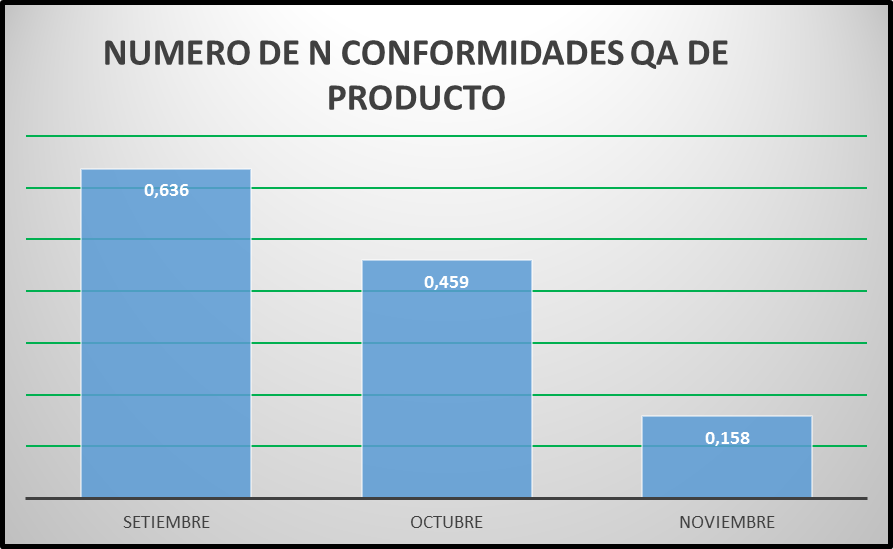 NUMERO DE N CONFORMIDADES QA DE
PRODUCTO
0,636
0,459
0,158
SETIEMBRE
OCTUBRE
NOVIEMBRE